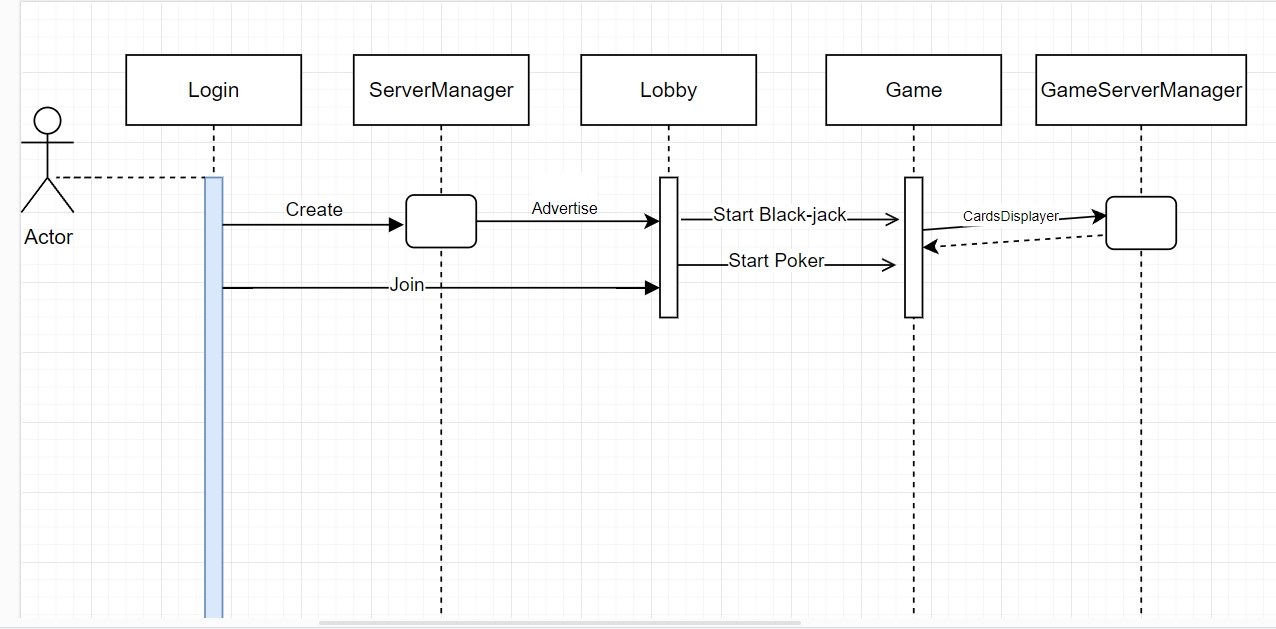 Login
ServerManager
Lobby
Game
GameServerManager
Actor
Create
Advertise
Start Black-jack
CardsDisplayer
Start Poker
Join